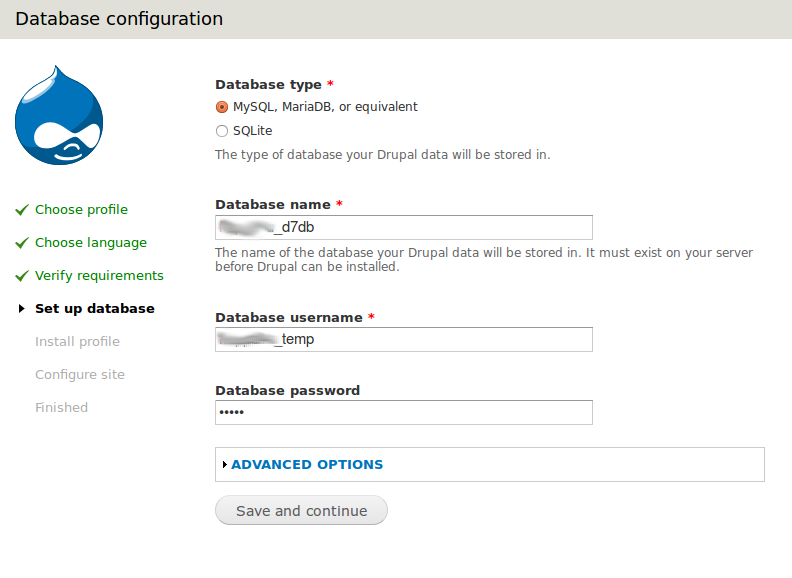 Database configuration
Choose profile
Choose language
Verify requirements
Set up database
Install profile
Configure site
Finished
Database type *
MySQL, MariaDB, or equivalent
SQLite
The type of database your Drupal data will be stored in.
Database name *
_d7db
The name of the database your Drupal data will be stored in. It must exist on your server
before Drupal can be installed.
Database username *
_temp
Database password
•••••
ADVANCED OPTIONS
Save and continue